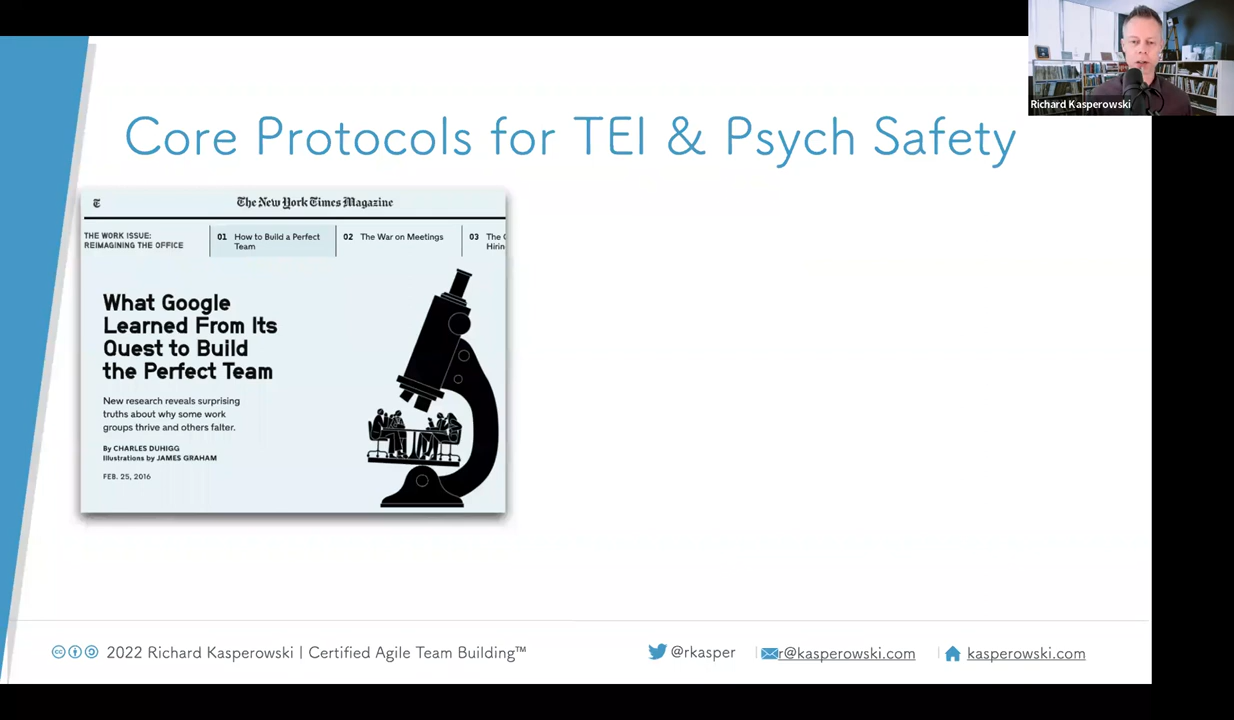 Richard Kasperowski
Core Protocols for TEI & Psych Safety
The New York Times Magazine
THE WORK ISSUE:
REIMAGINING THE OFFICE
01 How to Build a Perfect
Team
02 The War on Meetings
03 The
Hirin
What Google
Learned From Its
Quest to Build
the Perfect Team
New research reveals surprising
truths about why some work
groups thrive and others falter.
By CHARLES DUHIGG
Illustrations by JAMES GRAHAM
FEB. 25, 2016
2022 Richard Kasperowski | Certified Agile Team Building™
@rkasper
r@kasperowski.com
kasperowski.com